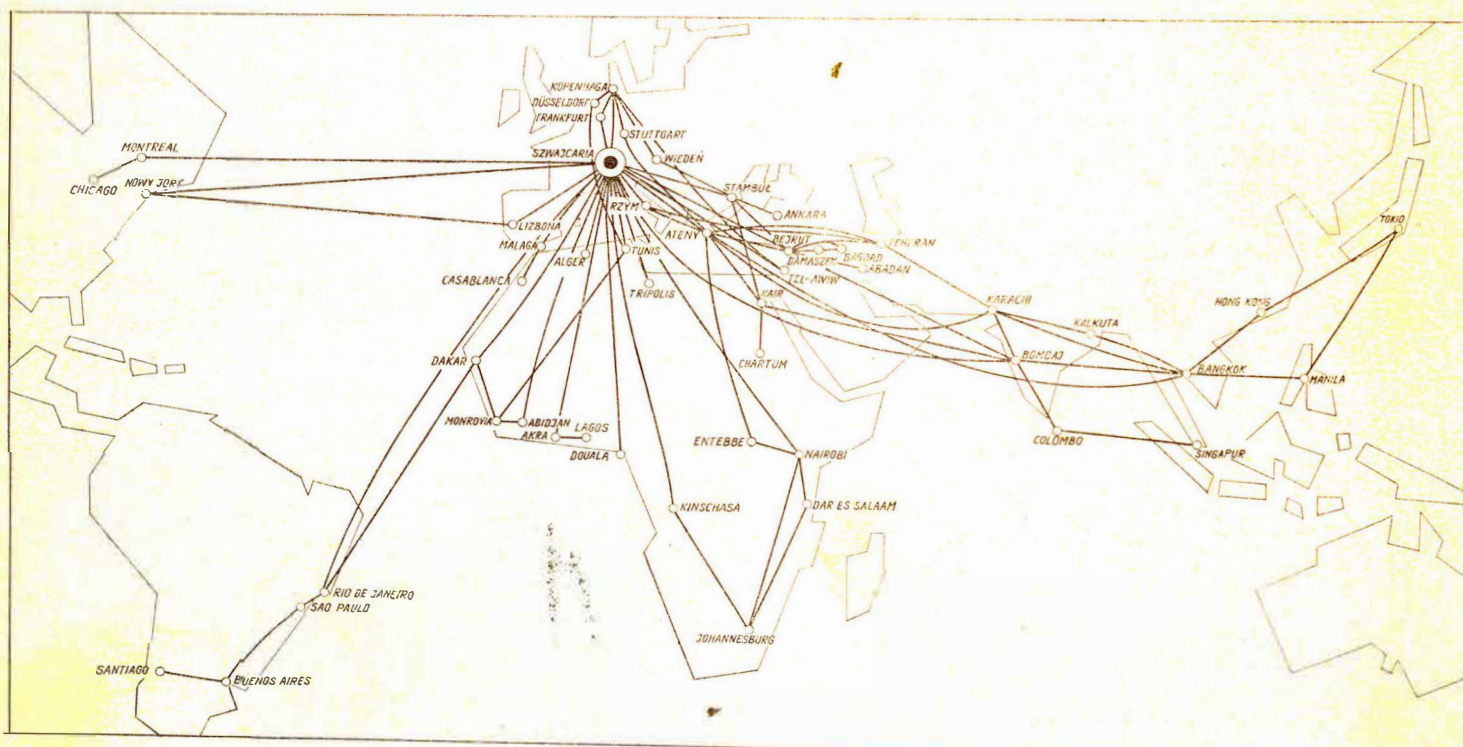 KOPENHAGA
DÜSSELDORF
FRANKFURT
STUTTGART
SZWAJCARIA
WIEDEŃ
MONTREAL
CHICAGO
NOWY JORK
STAMBUŁ
RZYM
ANKARA
LIZBONA
ATENY
TOKIO
MALAGA
TUNIS
BEJRUT
TEHERAN
ALGER
DAMASZEK
BAGDAD
CASABLANCA
TEL-AWIW
ABADAN
TRIPOLIS
KAIR
KARACHI
HONG KONG
KALKUTA
DAKAR
CHARTUM
BOMBAJ
BANGKOK
MANILA
MONROVIA
ABIDJAN
AKRA
LAGOS
ENTEBBE
COLOMBO
DOUALA
NAIROBI
SINGAPUR
KINSCHASA
DAR ES SALAAM
RIO DE JANEIRO
SAO PAULO
JOHANNESBURG
SANTIAGO
BUENOS AIRES